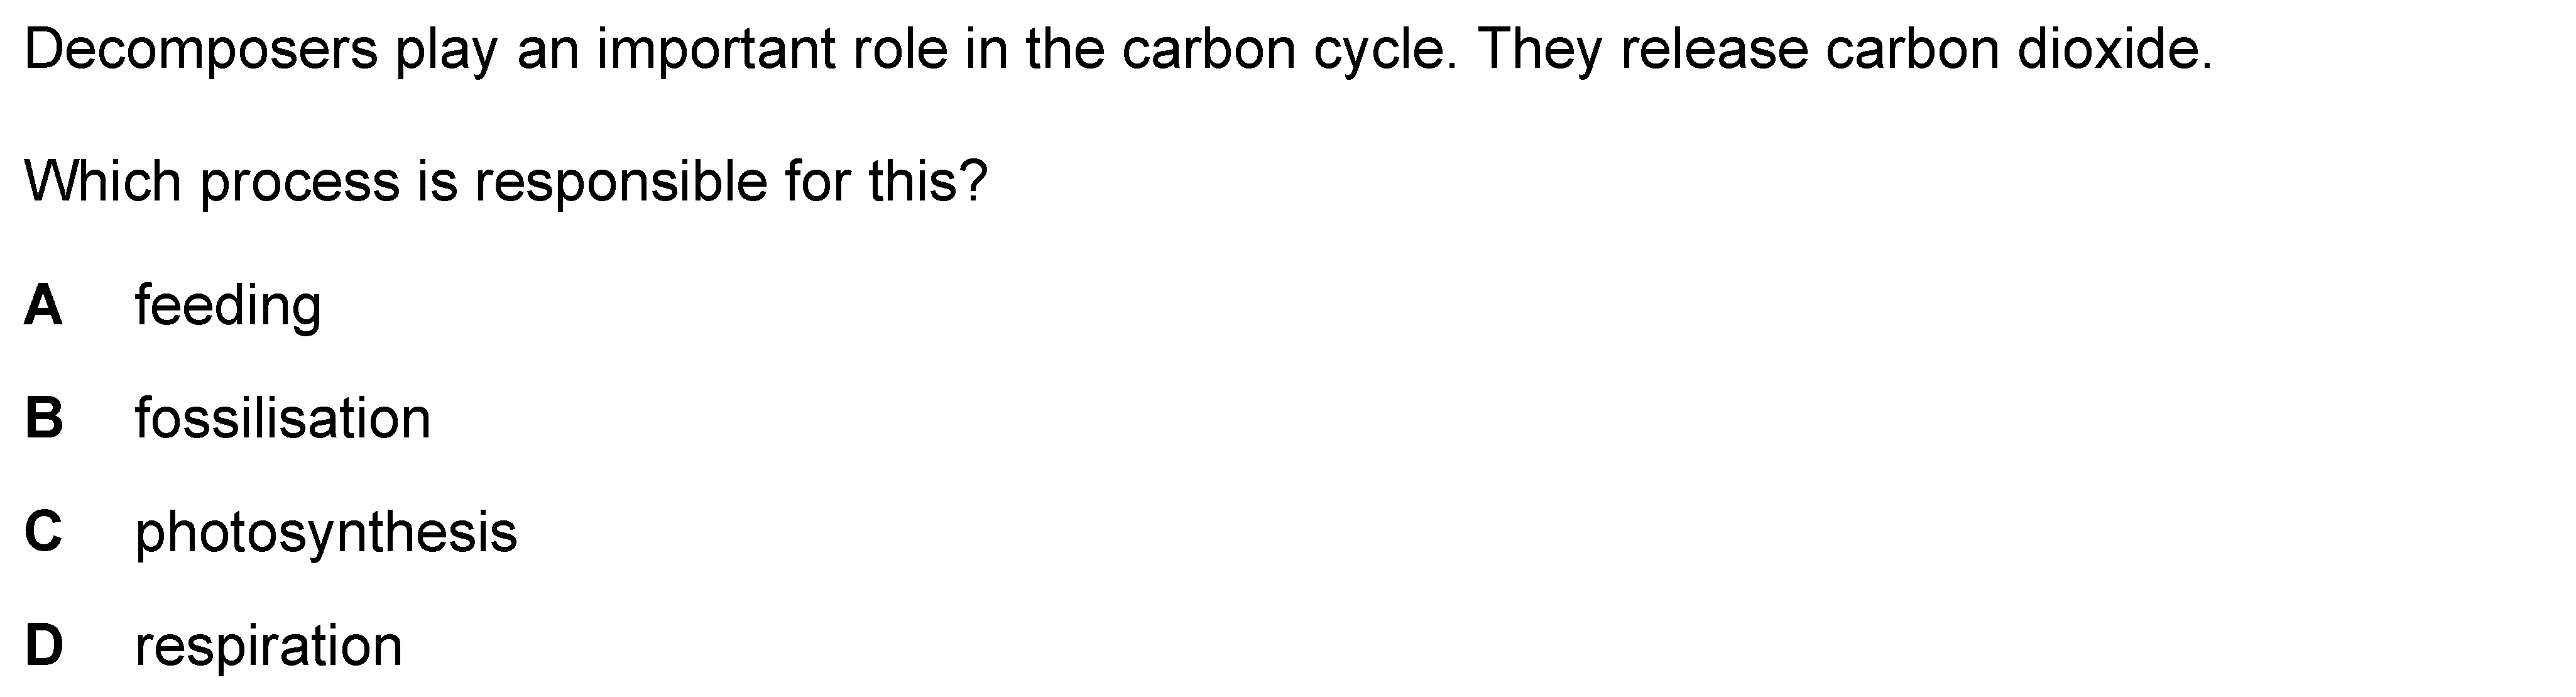 Decomposers play an important role in the carbon cycle. They release carbon dioxide.
Which process is responsible for this?
A feeding
B fossilisation
C photosynthesis
D respiration